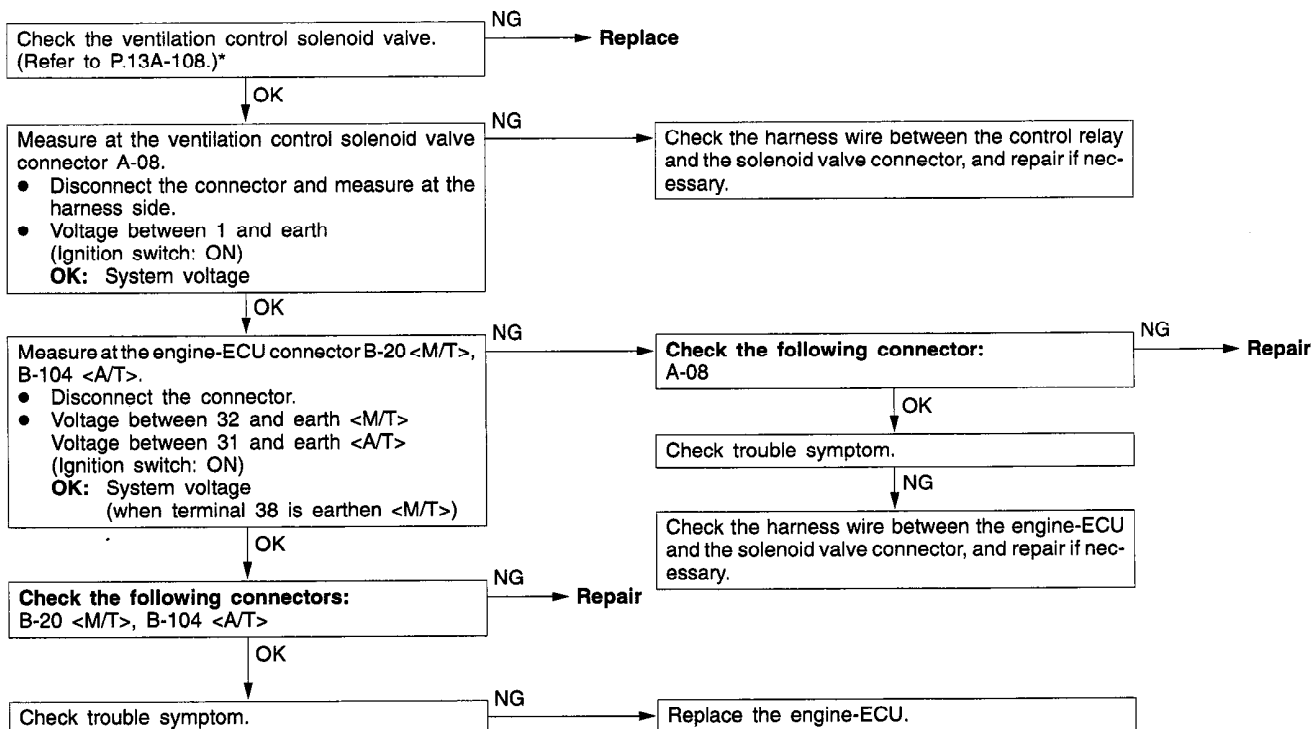 Check the ventilation control solenoid valve.
(Refer to P.13A-108.)*
NG
Replace
OK
Measure at the ventilation control solenoid valve
connector A-08.
● Disconnect the connector and measure at the
harness side.
● Voltage between 1 and earth
(Ignition switch: ON)
OK: System voltage
NG
Check the harness wire between the control relay
and the solenoid valve connector, and repair if nec-
essary.
OK
Measure at the engine-ECU connector B-20 <M/T>,
B-104 <A/T>.
● Disconnect the connector.
● Voltage between 32 and earth <M/T>
Voltage between 31 and earth <A/T>
(Ignition switch: ON)
OK: System voltage
(when terminal 38 is earthen <M/T>)
NG
Check the following connector:
A-08
NG
Repair
OK
Check trouble symptom.
NG
Check the harness wire between the engine-ECU
and the solenoid valve connector, and repair if nec-
essary.
OK
Check the following connectors:
B-20 <M/T>, B-104 <A/T>
NG
Repair
OK
Check trouble symptom.
NG
Replace the engine-ECU.